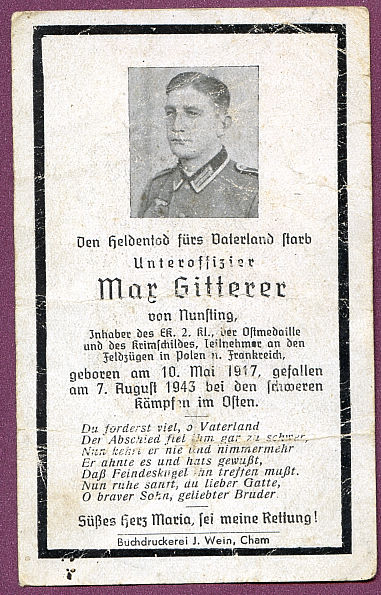 Den Heldentod fürs Vaterland starb
Unteroffizier
Max Gitterer
von Nunsting,
Inhaber des EK. 2. Kl., der Ostmedaille
und des Krimschildes, Teilnehmer an den
Feldzügen in Polen u. Frankreich,
geboren am 10. Mai 1917, gefallen
am 7. August 1943 bei den schweren
Kämpfen im Osten.
Du forderst viel, o Vaterland
Der Abschied fiel ihm gar zu schwer,
Nun kehrt er nie und nimmermehr
Er ahnte es und hats gewußt,
Daß Feindeskugel ihn treffen mußt.
Nun ruhe sanft, du lieber Gatte,
O braver Sohn, geliebter Bruder.
Süßes Herz Maria, sei meine Rettung!
Buchdruckerei J. Wein, Cham